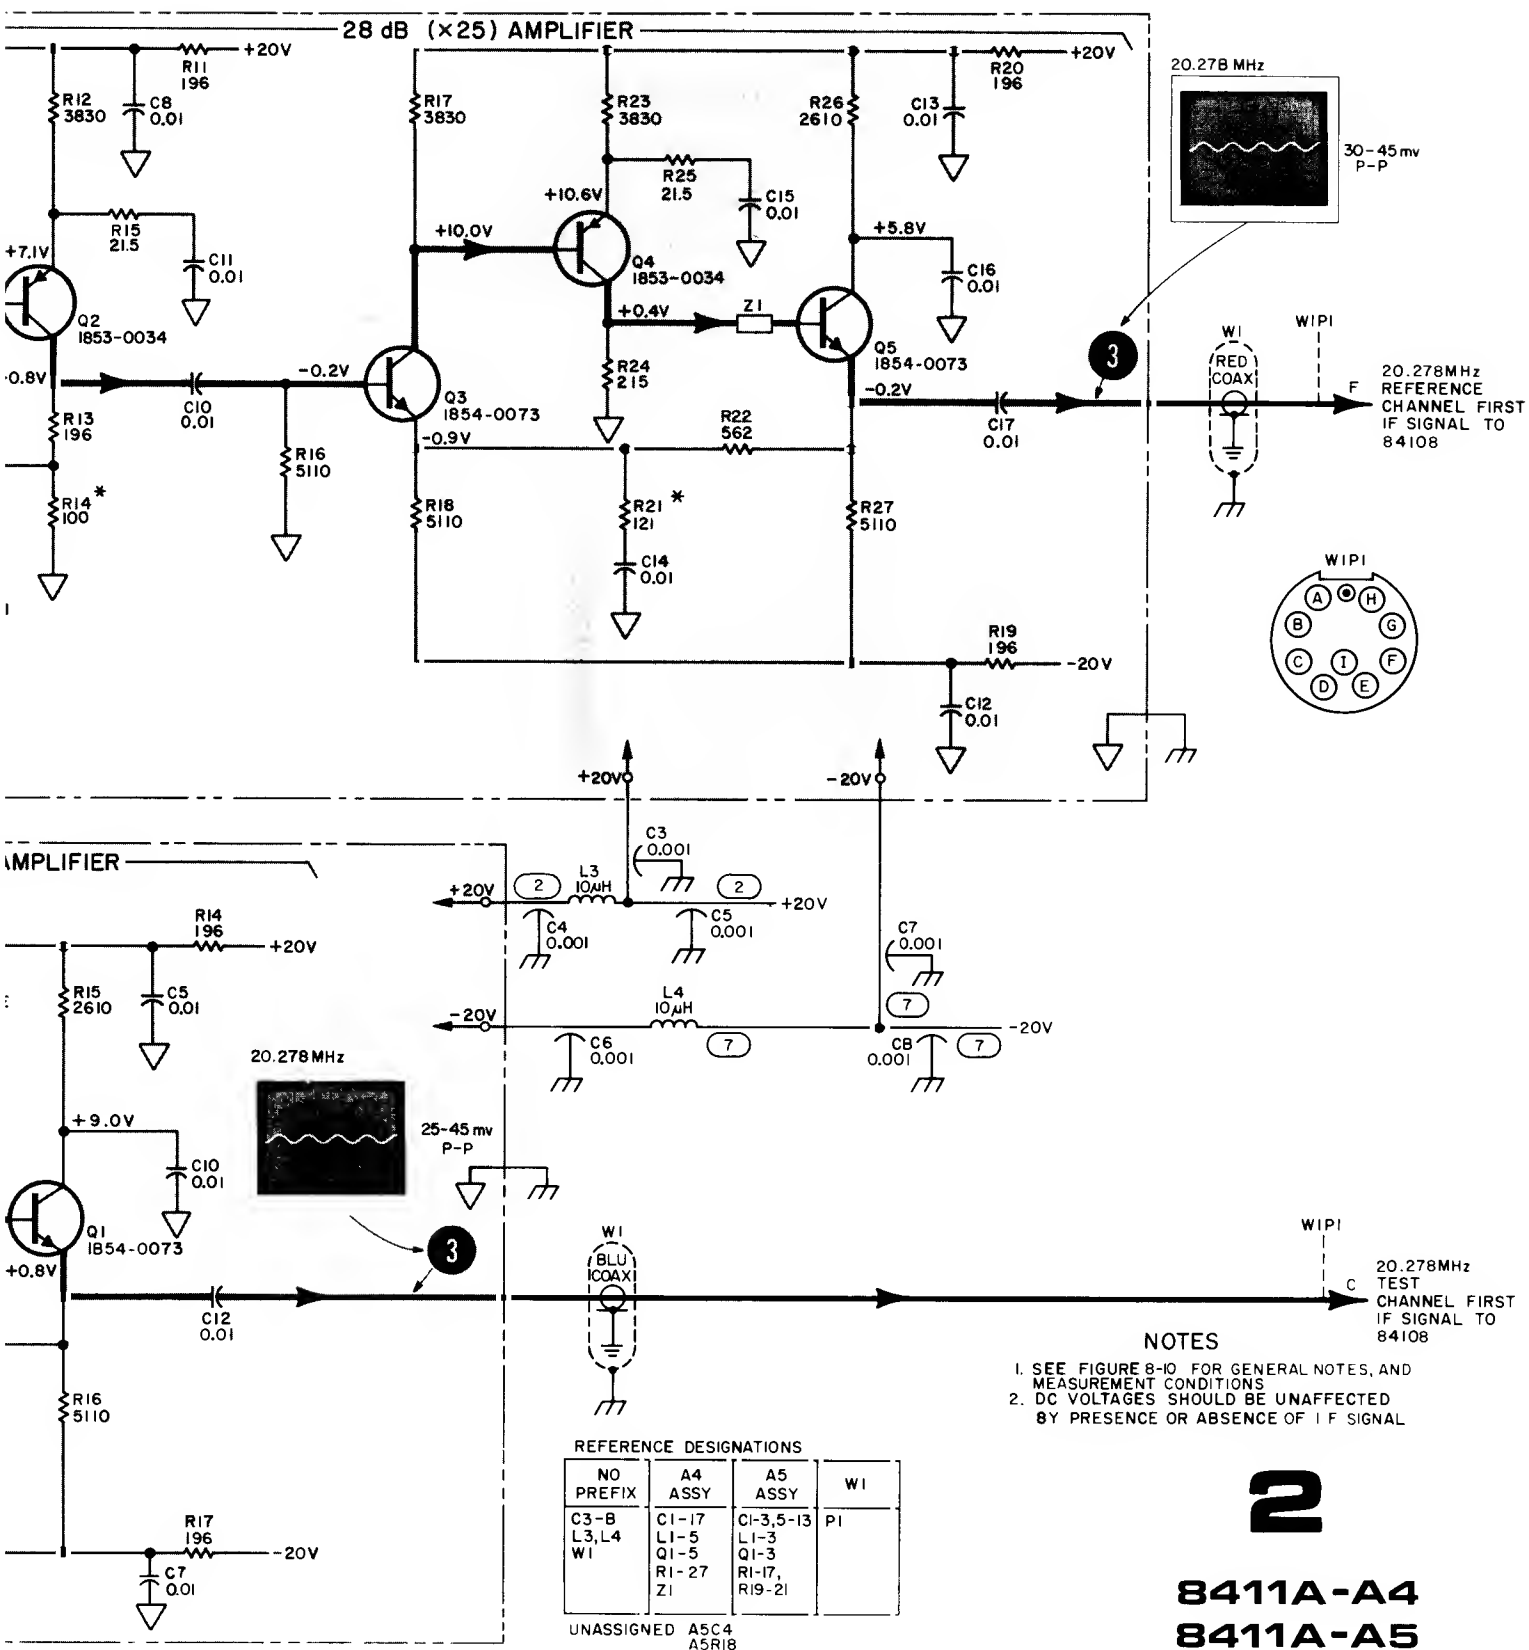 28 dB (×25) AMPLIFIER
R11
196
+20V
R12
3830
C8
0.01
R17
3830
R23
3830
R26
2610
C13
0.01
R20
196
+20V
20.278 MHz
30-45mv
P-P
R15
21.5
C11
0.01
+7.1V
Q2
1853-0034
+10.0V
+10.6V
R25
21.5
C15
0.01
Q4
1853-0034
+0.4V
Z1
+5.8V
C16
0.01
Q5
1854-0073
-0.2V
3
W1
RED
COAX
W1P1
F
20.278MHz
REFERENCE
CHANNEL FIRST
IF SIGNAL TO
8410B
0.8V
C10
0.01
-0.2V
Q3
1854-0073
R24
215
C17
0.01
R13
196
R14*
100
R16
5110
-0.9V
R22
562
R18
5110
R21*
121
C14
0.01
R27
5110
W1P1
A
H
B
G
C
I
F
D
E
R19
196
-20V
C12
0.01
+20V
-20V
AMPLIFIER
C3
0.001
+20V
2
L3
10µH
2
+20V
C4
0.001
C5
0.001
C7
0.001
R14
196
+20V
R15
2610
C5
0.01
-20V
L4
10µH
7
7
7
-20V
C6
0.001
C8
0.001
20.278MHz
25-45mv
P-P
+9.0V
C10
0.01
Q1
1854-0073
+0.8V
3
C12
0.01
W1
BLU
COAX
W1P1
C
20.278MHz
TEST
CHANNEL FIRST
IF SIGNAL TO
8410B
R16
5110
R17
196
-20V
C7
0.01
NOTES
1. SEE FIGURE 8-10 FOR GENERAL NOTES, AND
MEASUREMENT CONDITIONS
2. DC VOLTAGES SHOULD BE UNAFFECTED
BY PRESENCE OR ABSENCE OF IF SIGNAL
REFERENCE DESIGNATIONS
NO PREFIX A4 ASSY A5 ASSY W1
C3-8 C1-17 C1-3,5-13 P1
L3,L4 L1-5 L1-3
W1 Q1-5 Q1-3
R1-27 R1-17,
Z1 R19-21
UNASSIGNED A5C4
A5R18
2
8411A-A4
8411A-A5